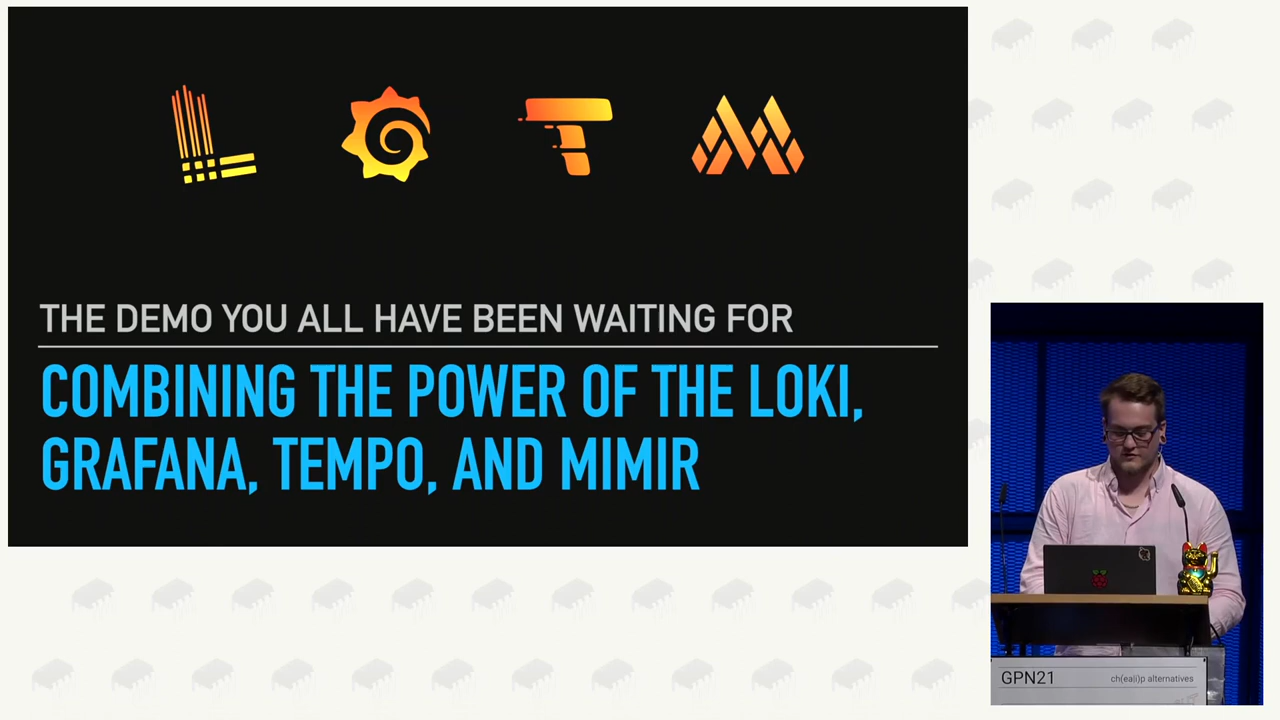 THE DEMO YOU ALL HAVE BEEN WAITING FOR
COMBINING THE POWER OF THE LOKI,
GRAFANA, TEMPO, AND MIMIR
GPN21
ch(ea(i)p alternatives